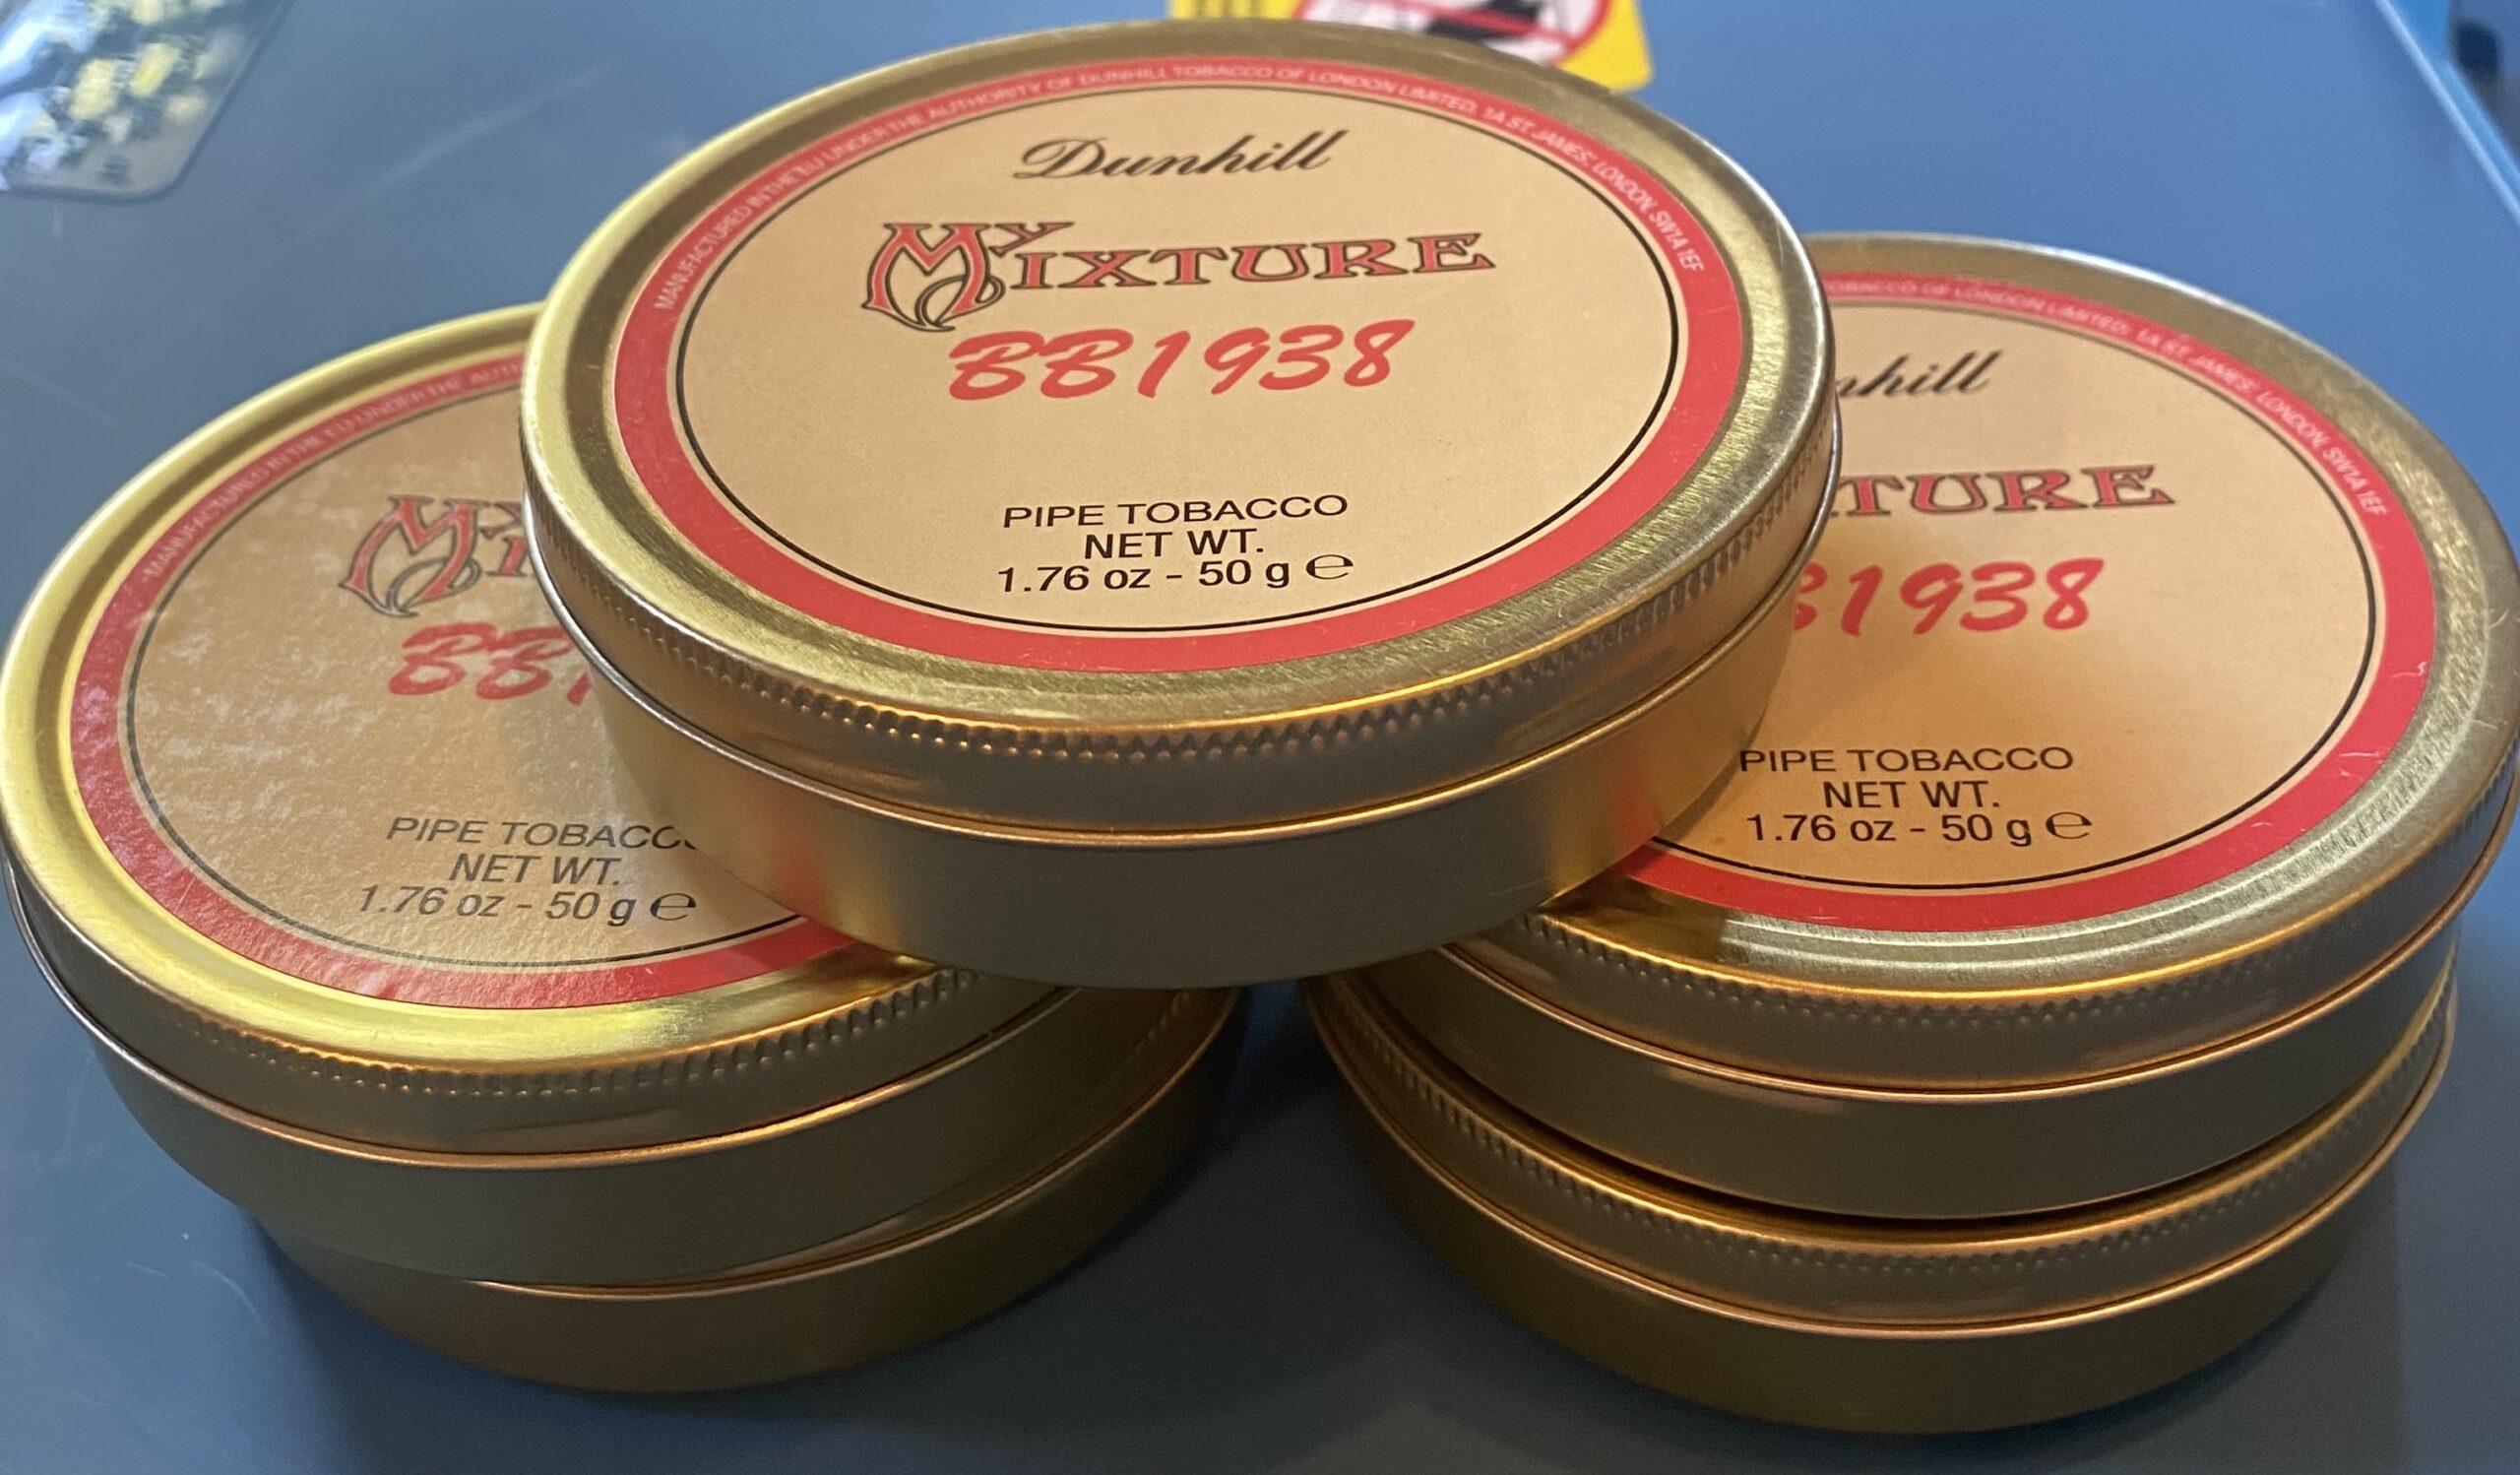 MANUFACTURED IN THE EU UNDER THE AUTHORITY OF DUNHILL TOBACCO OF LONDON LIMITED, 1A ST. JAMES, LONDON, SW1A 1EF
Dunhill
MY MIXTURE
BB1938
PIPE TOBACCO
NET WT.
1.76 oz - 50 g ℮
MANUFACTURED IN THE EU UNDER THE
PIPE TOBACCO
NET WT.
1.76 oz - 50 g ℮
OF LONDON LIMITED, 1A ST. JAMES, LONDON, SW1A 1EF
nhill
TURE
1938
PIPE TOBACCO
NET WT.
1.76 oz - 50 g ℮